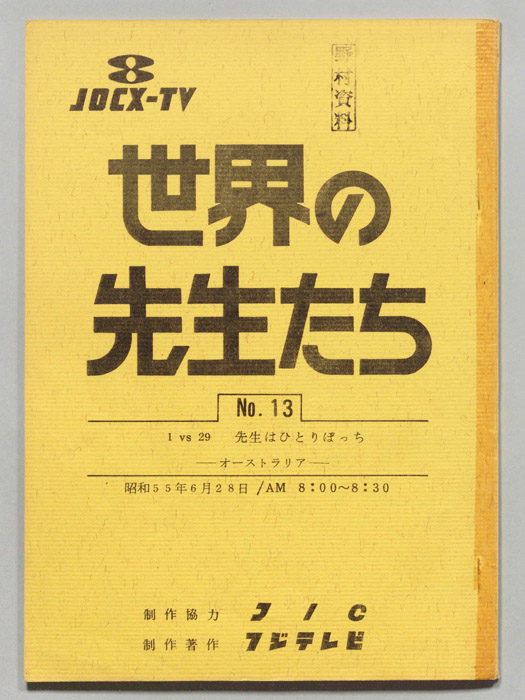 8
JOCX-TV
野村資料
世界の
先生たち
No. 13
1 vs 29 先生はひとりぼっち
――オーストラリア――
昭和55年6月28日 /AM 8:00～8:30
制作協力 JIC
制作著作 フジテレビ